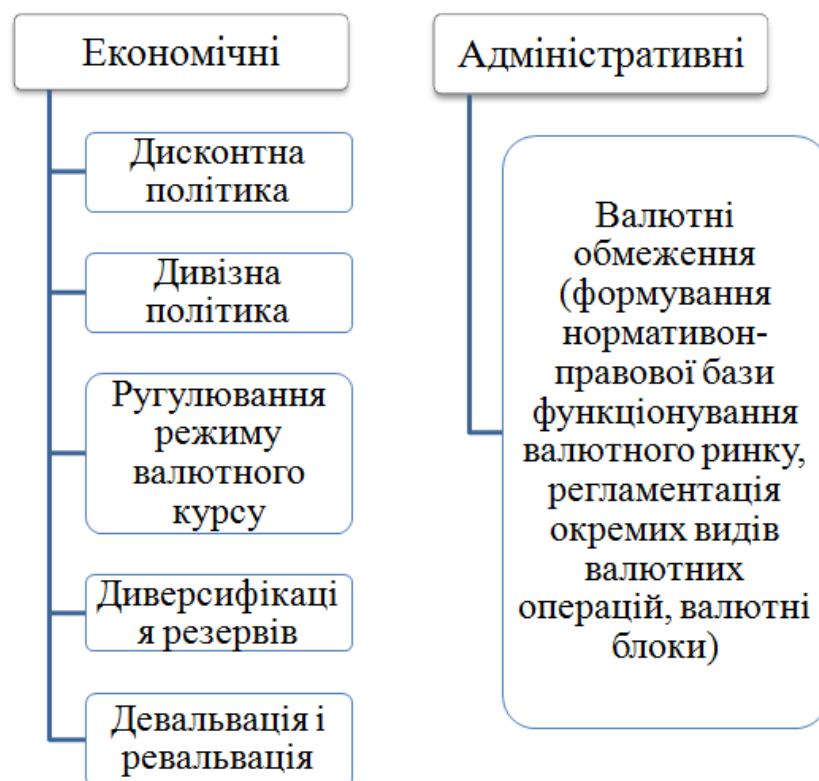 Економічні
Дисконтна
політика
Дивізна
політика
Ругулювання
режиму
валютного
курсу
Диверсифікаці
я резервів
Девальвація і
ревальвація
Адміністративні
Валютні
обмеження
(формування
нормативон-
правової бази
функціонування
валютного ринку,
регламентація
окремих видів
валютних
операцій, валютні
блоки)